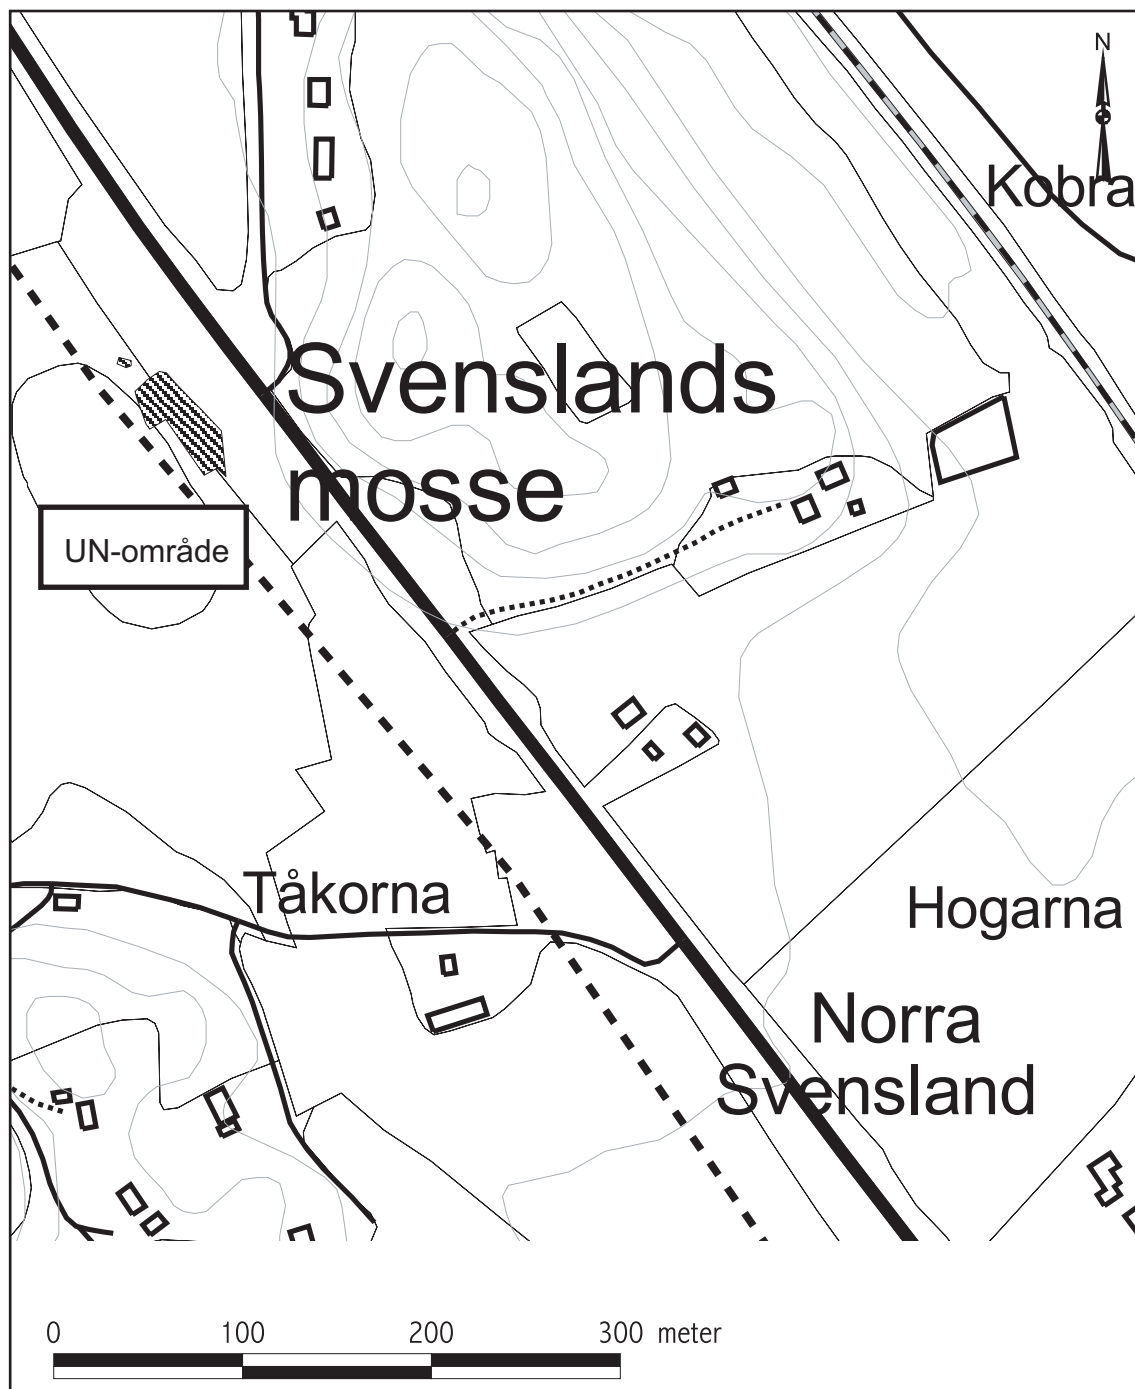 N
Kobra
Svenslands
mosse
UN-område
Tåkorna
Hogarna
Norra
Svensland
0 100 200 300 meter